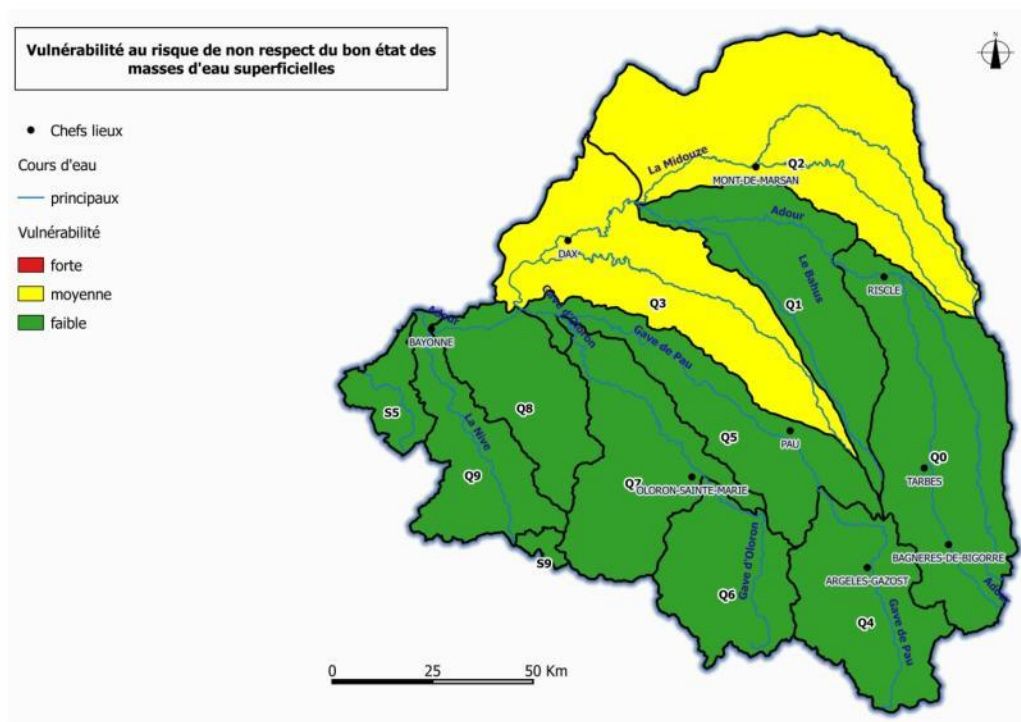 Vulnérabilité au risque de non respect du bon état des
masses d'eau superficielles
N
Chefs lieux
Cours d'eau
principaux
Vulnérabilité
forte
moyenne
faible
La Midouze
Q2
MONT-DE-MARSAN
Adour
DAX
Le Bahus
RISCLE
Q3
Q1
Adour
BAYONNE
Gave d'Oloron
Gave de Pau
S5
Q8
La Nive
Q5
PAU
Q9
Q7
OLORON-SAINTE-MARIE
Q0
TARBES
S9
Gave d'Oloron
BAGNERES-DE-BIGORRE
ARGELES-GAZOST
Adour
Q6
Q4
Gave de Pau
0 25 50 Km